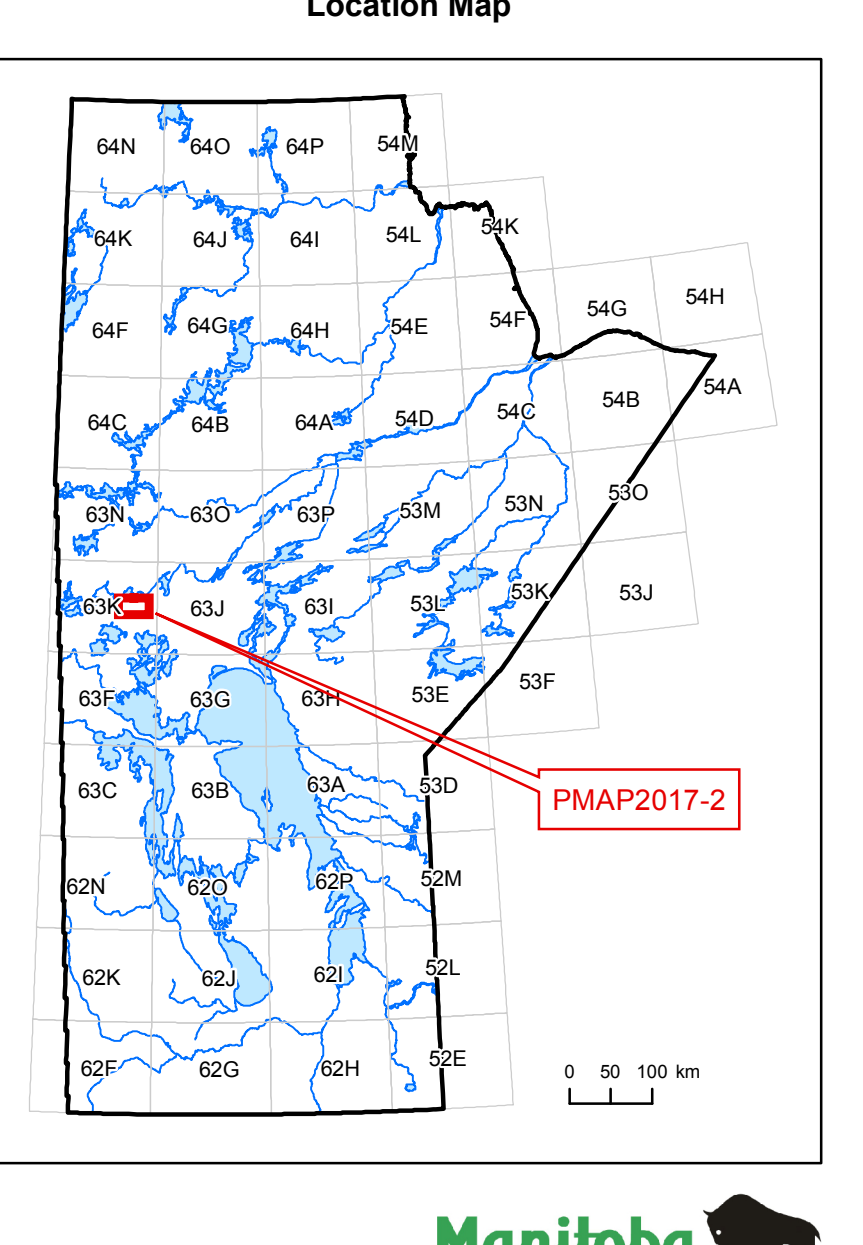 Location Map
64N 64O 64P 54M
64K 64J 64I 54L 54K
64F 64G 64H 54E 54F 54G 54H
64C 64B 64A 54D 54C 54B 54A
63N 63O 63P 53M 53N 53O
63K 63J 63I 53L 53K 53J
63F 63G 63H 53E 53F
63C 63B 63A 53D
PMAP2017-2
62N 62O 62P 52M
62K 62J 62I 52L
62F 62G 62H 52E
0 50 100 km
Manitoba